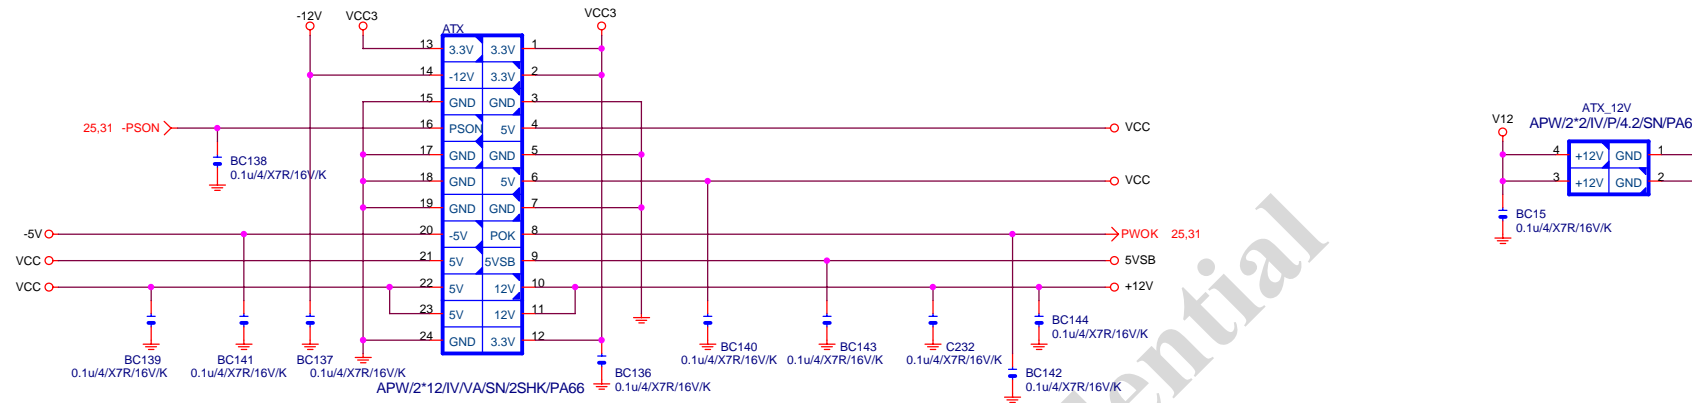 -12V
VCC3
VCC3
ATX
13 3.3V 3.3V 1
14 -12V 3.3V 2
15 GND GND 3
25,31 -PSON 16 PSON 5V 4 VCC
17 GND GND 5
18 GND 5V 6 VCC
19 GND GND 7
-5V 20 -5V POK 8 PWOK 25,31
VCC 21 5V 5VSB 9 5VSB
VCC 22 5V 12V 10 +12V
23 5V 12V 11
24 GND 3.3V 12
BC138
0.1u/4/X7R/16V/K
BC139
0.1u/4/X7R/16V/K
BC141
0.1u/4/X7R/16V/K
BC137
0.1u/4/X7R/16V/K
APW/2*12/IV/VA/SN/2SHK/PA66
BC136
0.1u/4/X7R/16V/K
BC140
0.1u/4/X7R/16V/K
BC143
0.1u/4/X7R/16V/K
C232
0.1u/4/X7R/16V/K
BC144
0.1u/4/X7R/16V/K
BC142
0.1u/4/X7R/16V/K
ATX_12V
V12 APW/2*2/IV/P/4.2/SN/PA6
4 +12V GND 1
3 +12V GND 2
BC15
0.1u/4/X7R/16V/K
dential